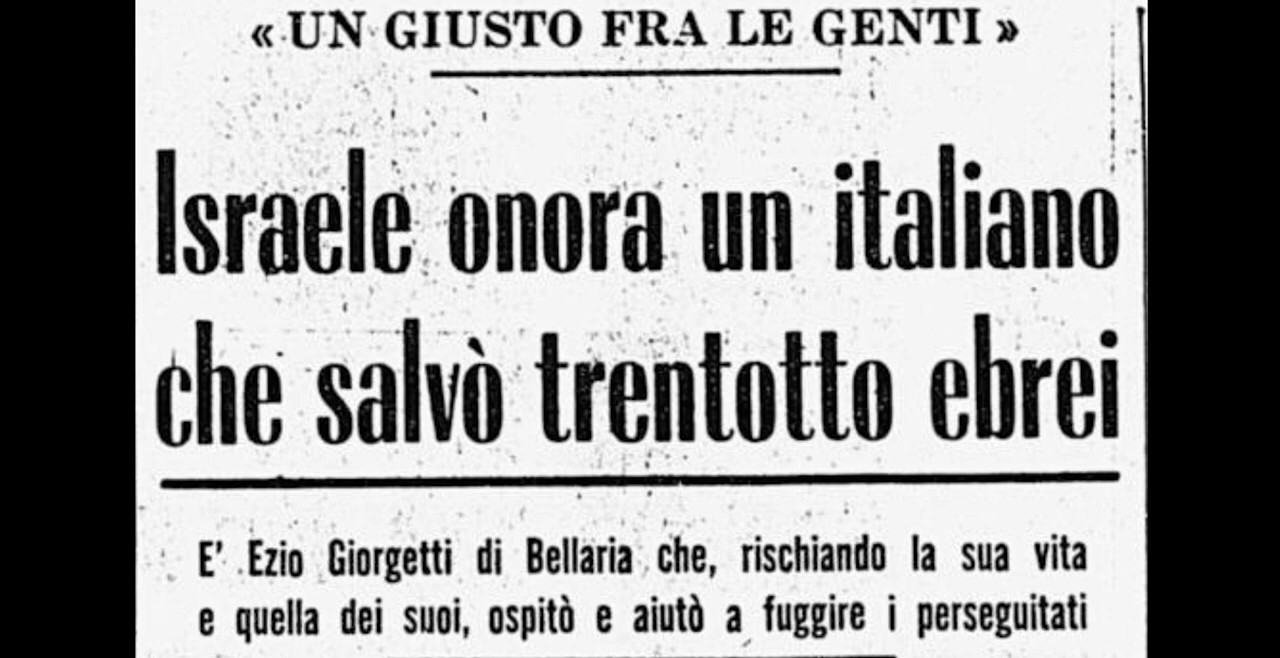 « UN GIUSTO FRA LE GENTI »
Israele onora un italiano
che salvò trentotto ebrei
E' Ezio Giorgetti di Bellaria che, rischiando la sua vita
e quella dei suoi, ospitò e aiutò a fuggire i perseguitati